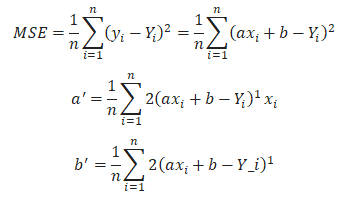 MSE = \frac{1}{n}\sum_{i=1}^{n}(y_i - Y_i)^2 = \frac{1}{n}\sum_{i=1}^{n}(ax_i + b - Y_i)^2
a' = \frac{1}{n}\sum_{i=1}^{n}2(ax_i + b - Y_i)^1 x_i
b' = \frac{1}{n}\sum_{i=1}^{n}2(ax_i + b - Y\_i)^1